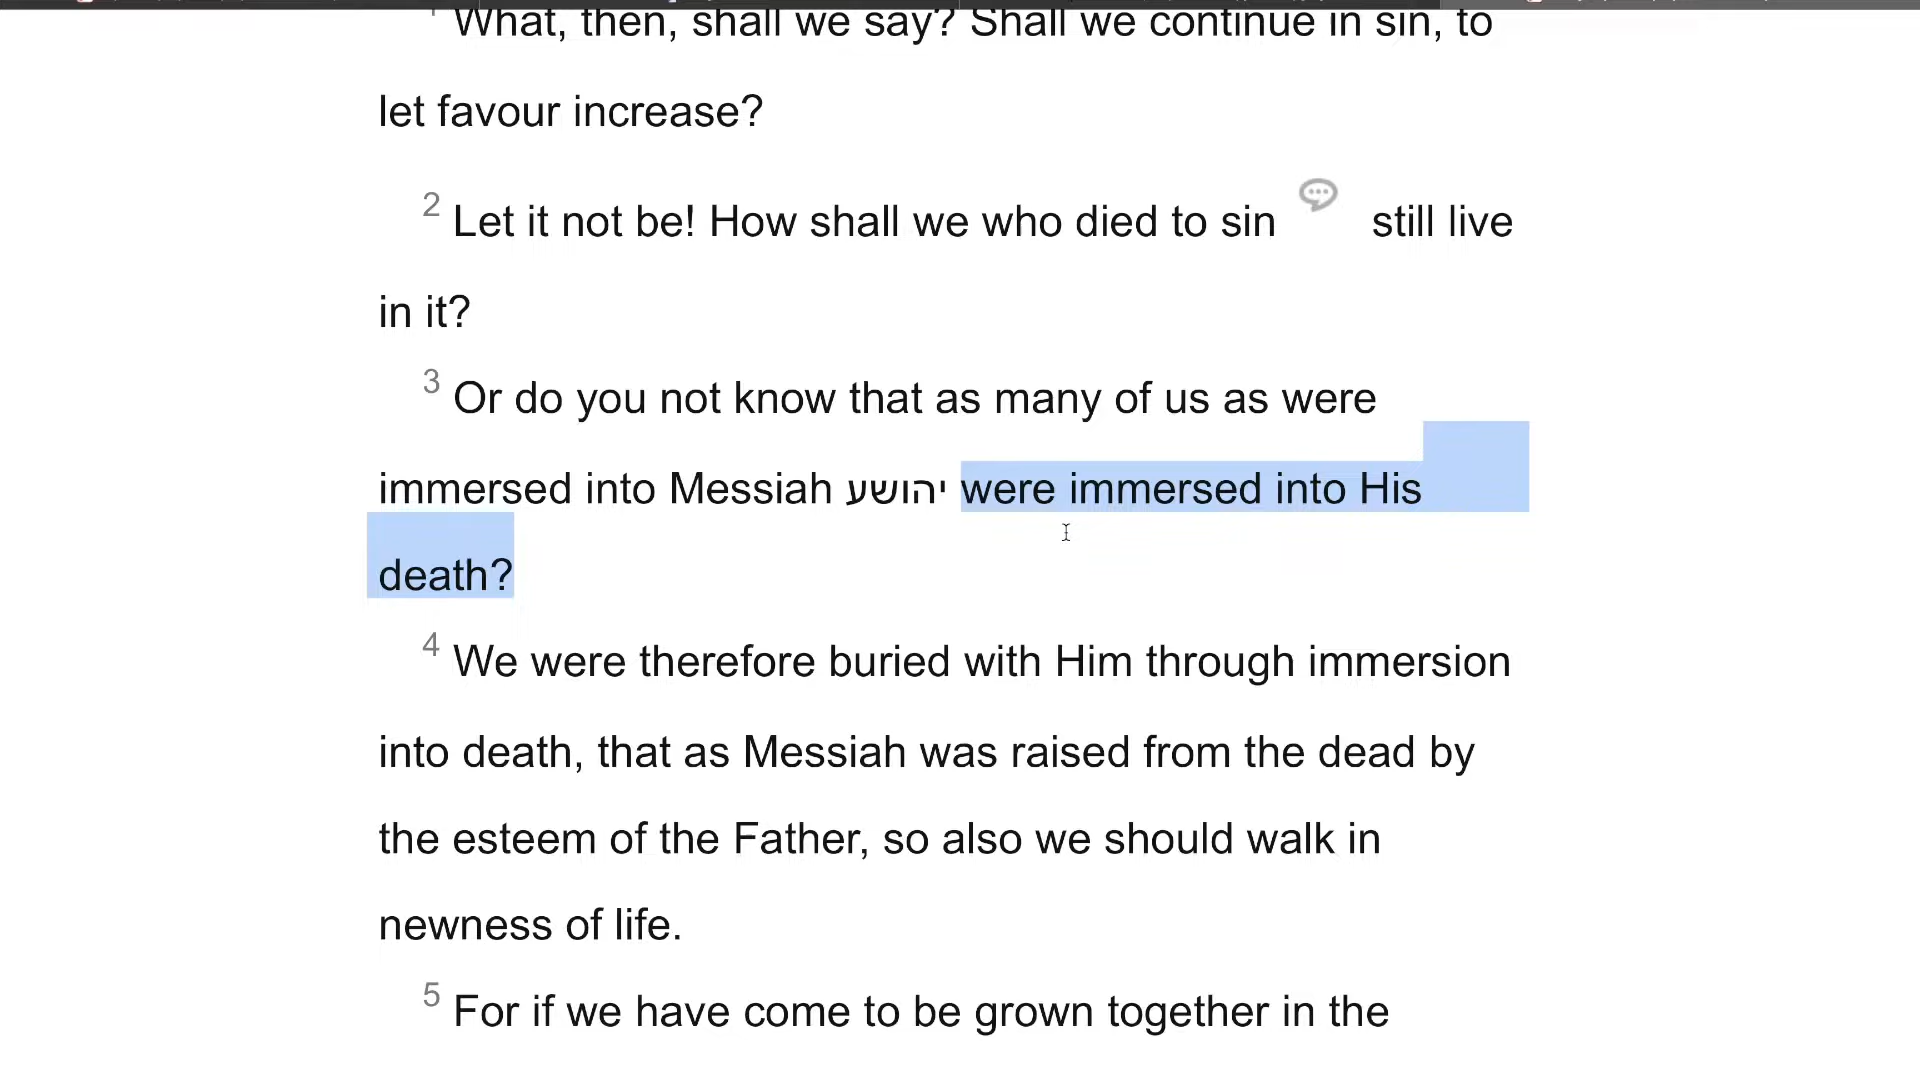 1 What, then, shall we say? Shall we continue in sin, to
let favour increase?
2 Let it not be! How shall we who died to sin still live
in it?
3 Or do you not know that as many of us as were
immersed into Messiah יהושע were immersed into His
death?
4 We were therefore buried with Him through immersion
into death, that as Messiah was raised from the dead by
the esteem of the Father, so also we should walk in
newness of life.
5 For if we have come to be grown together in the